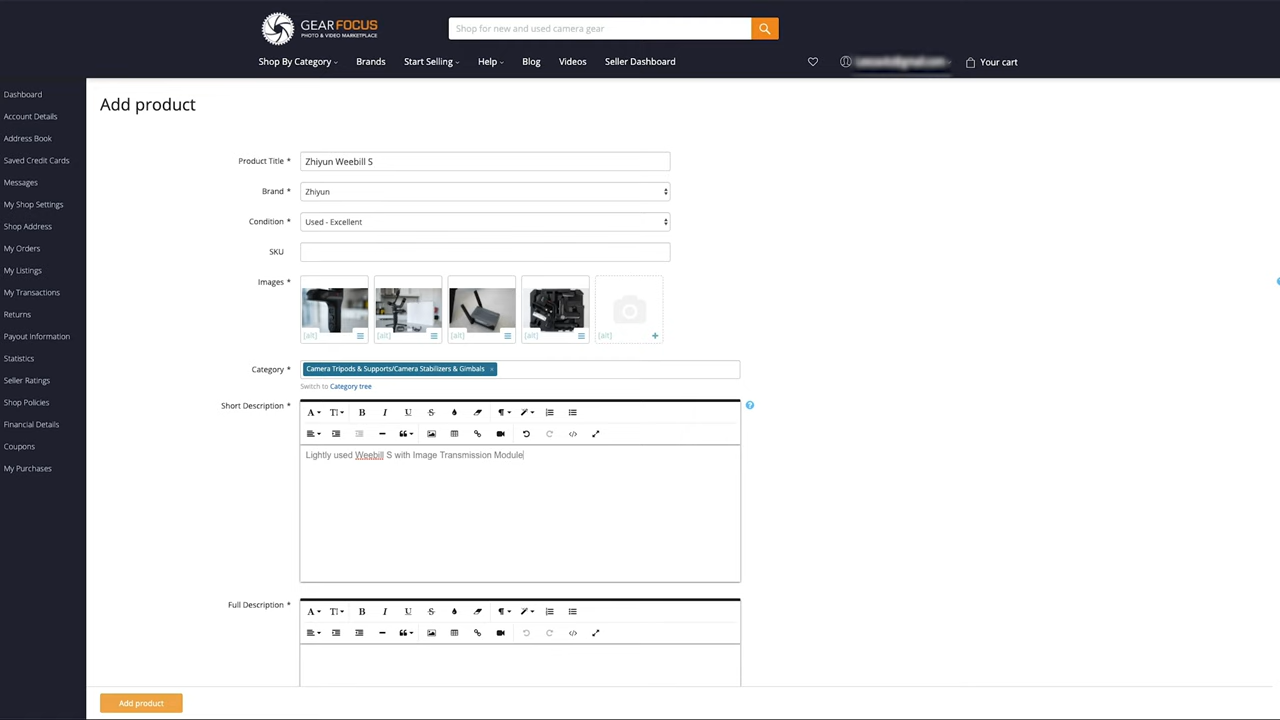 GEARFOCUS
PHOTO & VIDEO MARKETPLACE
Shop for new and used camera gear
Shop By Category
Brands
Start Selling
Help
Blog
Videos
Seller Dashboard
Your cart
Dashboard
Account Details
Address Book
Saved Credit Cards
Messages
My Shop Settings
Shop Address
My Orders
My Listings
My Transactions
Returns
Payout information
Statistics
Seller Ratings
Shop Policies
Financial Details
Coupons
My Purchases
Add product
Product Title * Zhiyun Weebill S
Brand * Zhiyun
Condition * Used - Excellent
SKU
Images *
[alt] [alt] [alt] [alt] [alt]
Category * Camera Tripods & Supports/Camera Stabilizers & Gimbals ×
Switch to Category tree
Short Description *
Lightly used Weebill S with Image Transmission Module
Full Description *
Add product